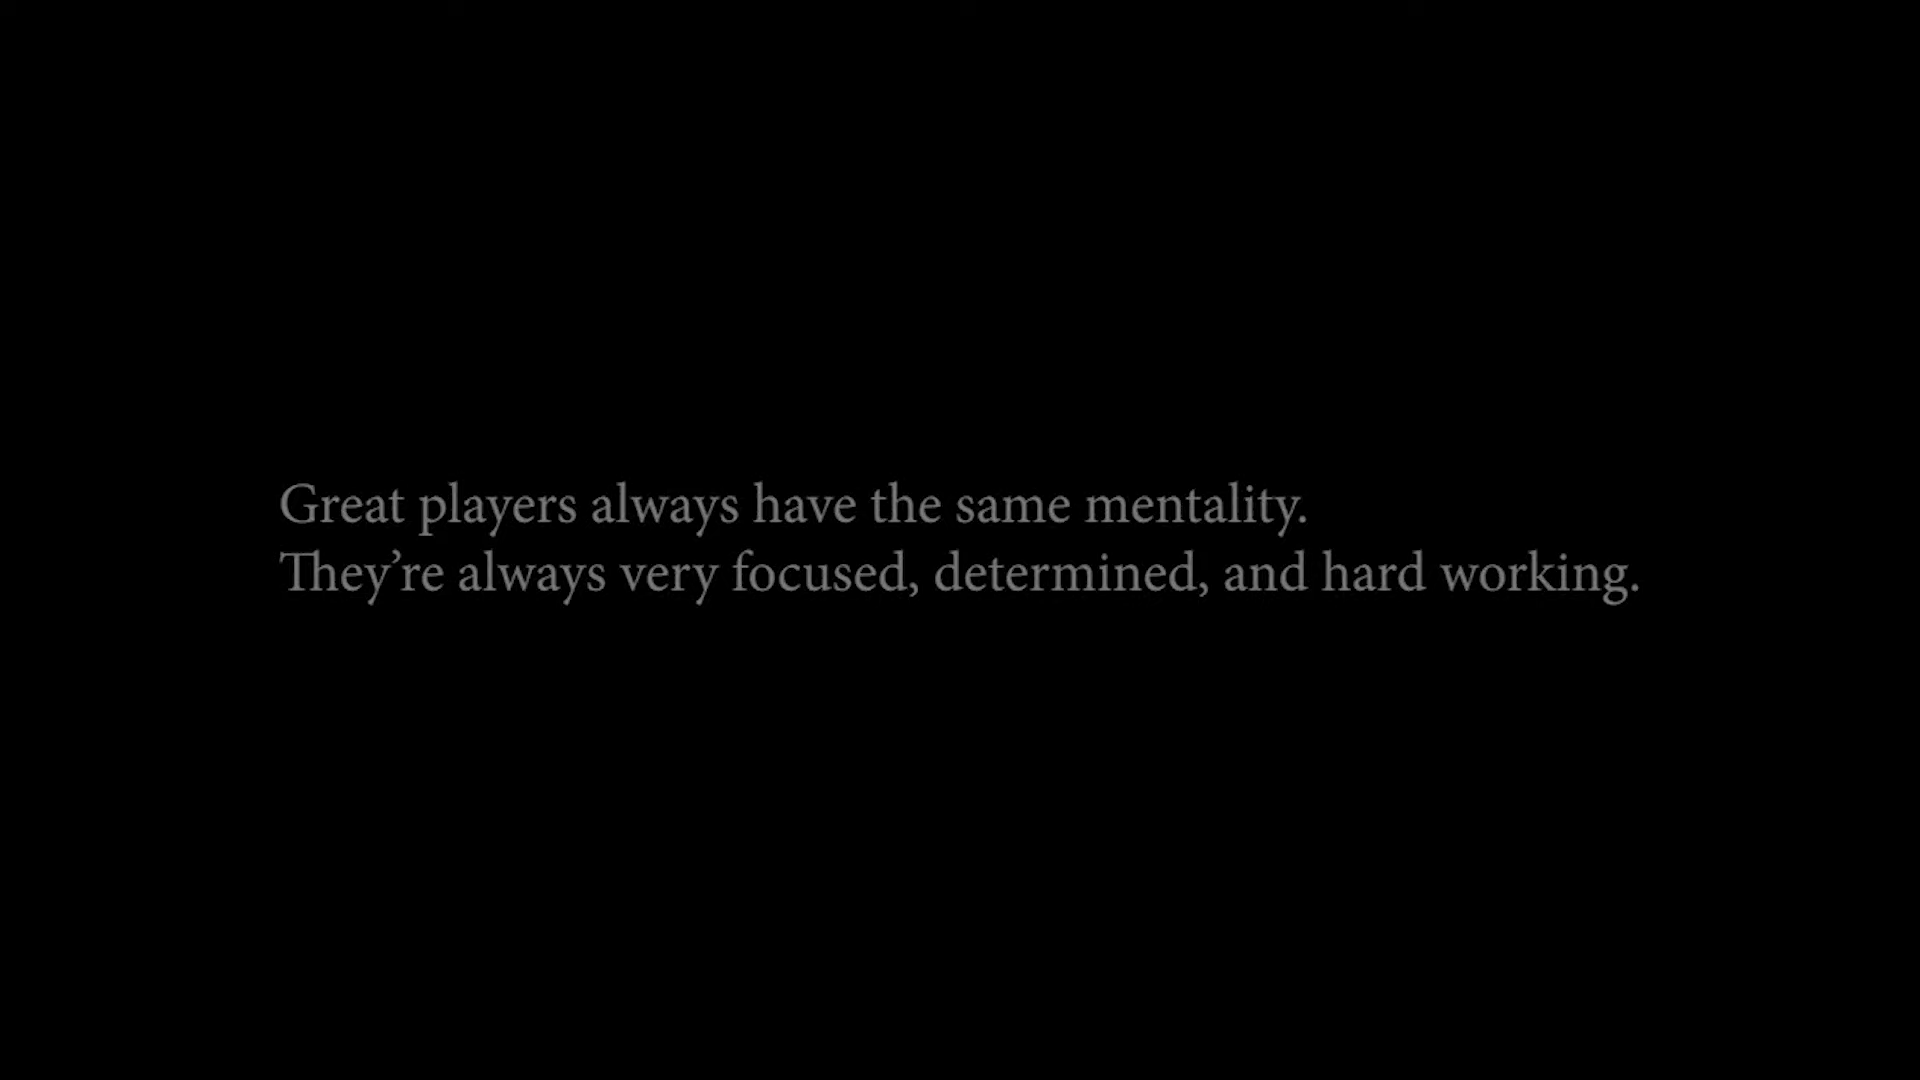 Great players always have the same mentality.
They’re always very focused, determined, and hard working.